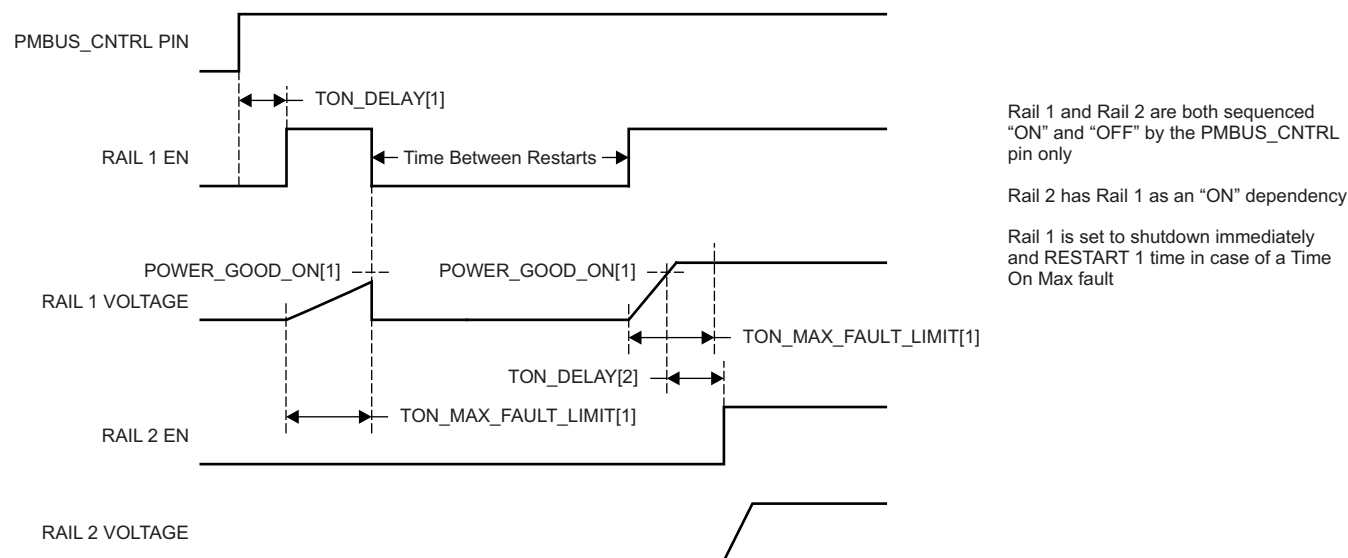 PMBUS_CNTRL PIN
TON_DELAY[1]
RAIL 1 EN
Time Between Restarts
POWER_GOOD_ON[1]
POWER_GOOD_ON[1]
RAIL 1 VOLTAGE
TON_MAX_FAULT_LIMIT[1]
TON_DELAY[2]
TON_MAX_FAULT_LIMIT[1]
RAIL 2 EN
RAIL 2 VOLTAGE
Rail 1 and Rail 2 are both sequenced
“ON” and “OFF” by the PMBUS_CNTRL
pin only
Rail 2 has Rail 1 as an “ON” dependency
Rail 1 is set to shutdown immediately
and RESTART 1 time in case of a Time
On Max fault